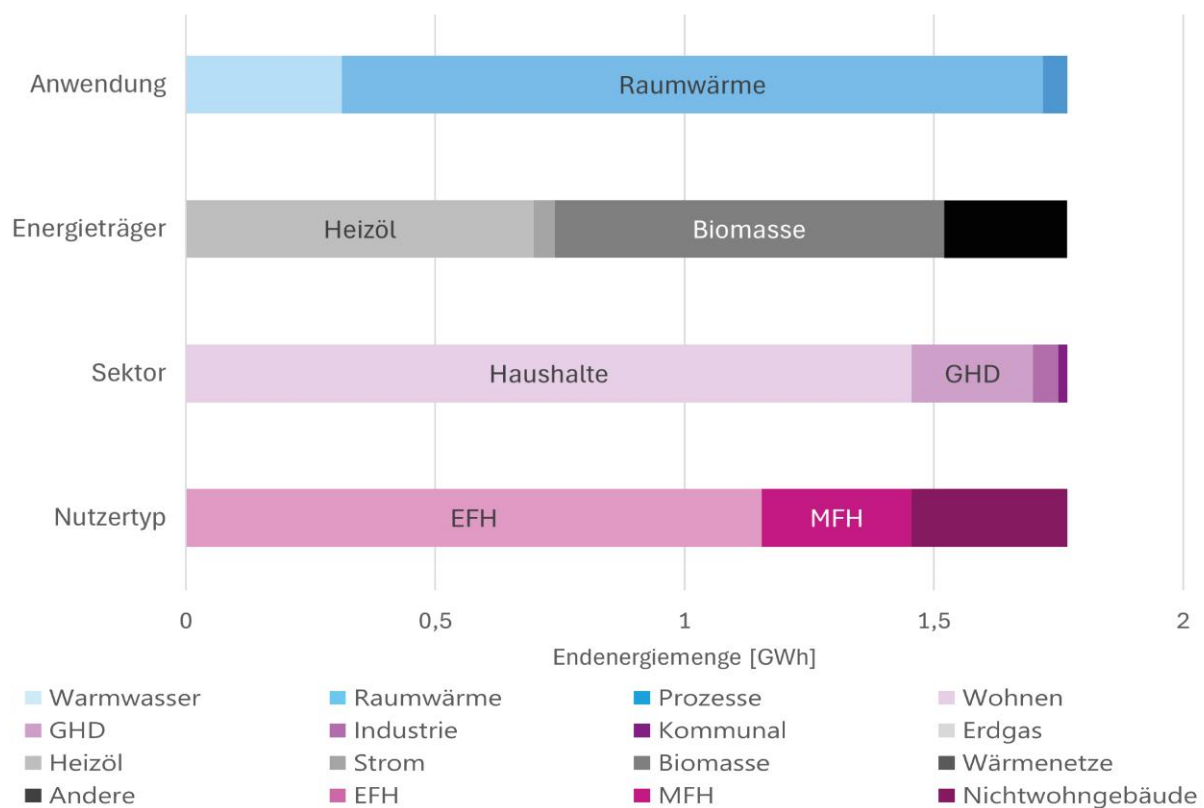 Anwendung
Raumwärme
Energieträger
Heizöl
Biomasse
Sektor
Haushalte
GHD
Nutzertyp
EFH
MFH
0 0,5 1 1,5 2
Endenergiemenge [GWh]
Warmwasser Raumwärme Prozesse Wohnen
GHD Industrie Kommunal Erdgas
Heizöl Strom Biomasse Wärmenetze
Andere EFH MFH Nichtwohngebäude